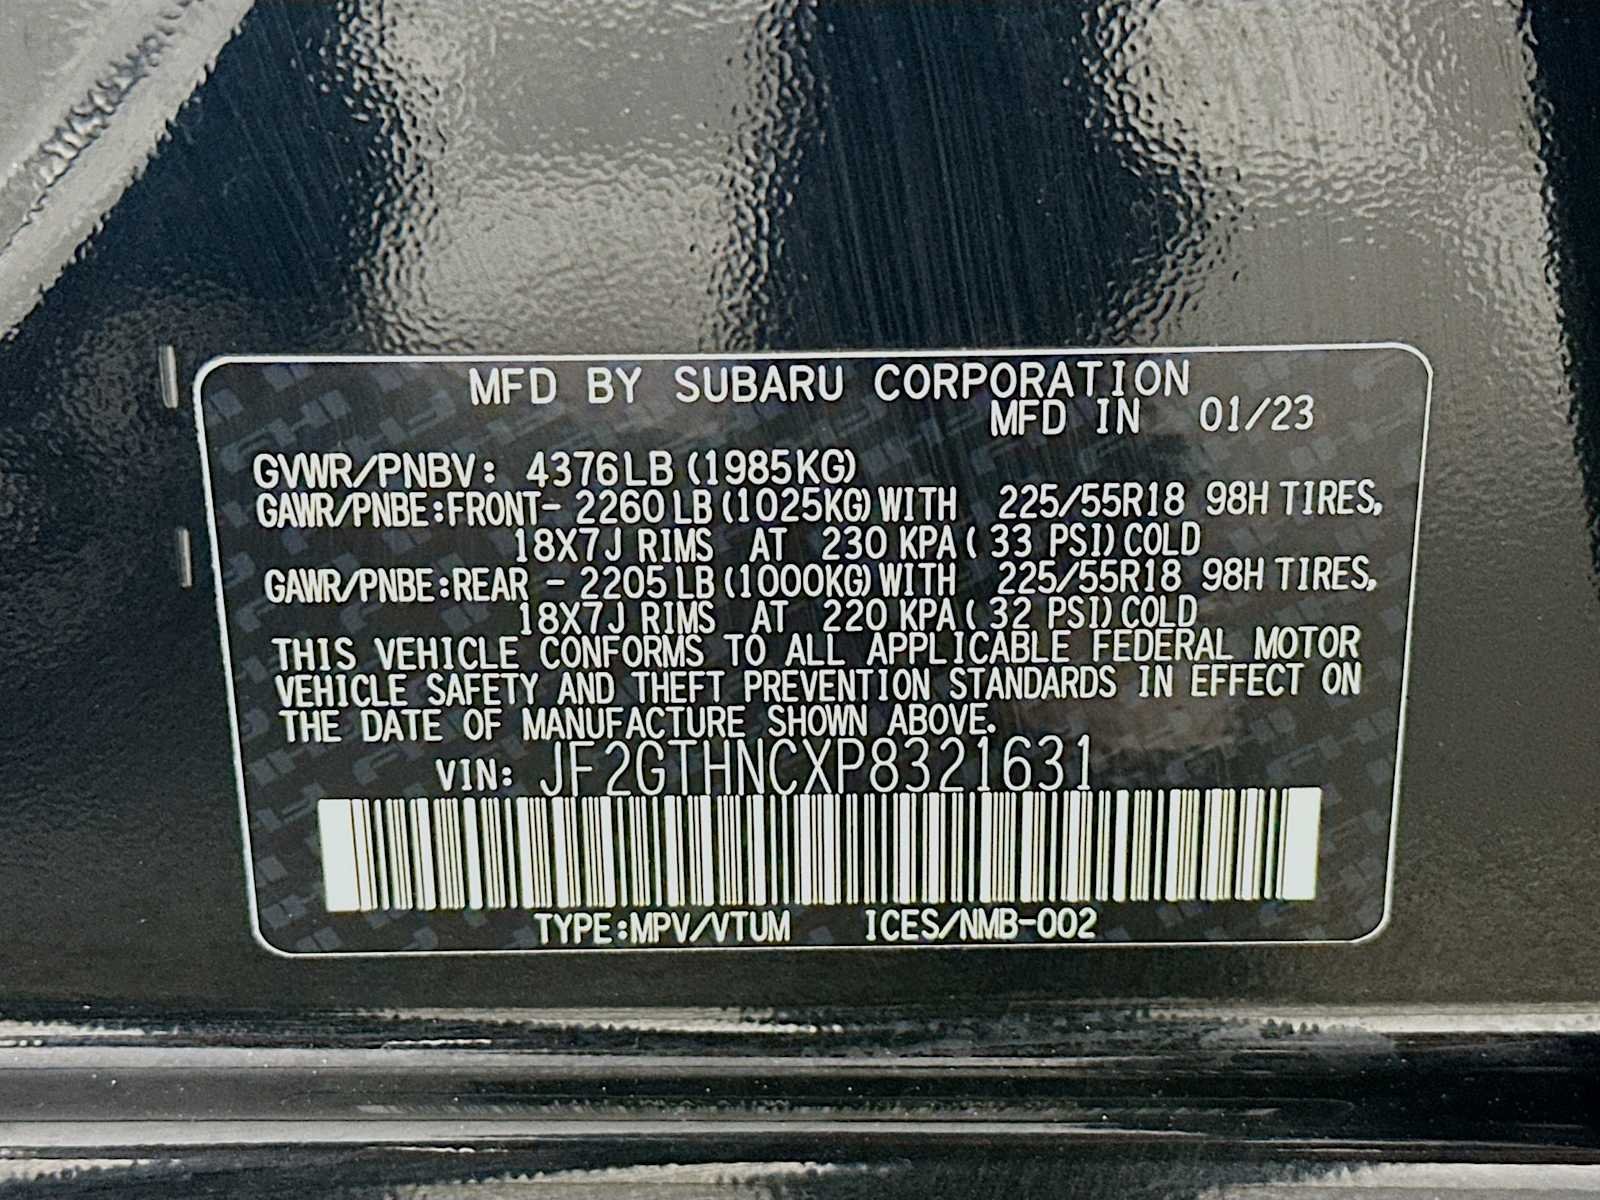 MFD BY SUBARU CORPORATION
MFD IN 01/23
GVWR/PNBV: 4376LB (1985KG)
GAWR/PNBE:FRONT- 2260 LB (1025KG) WITH 225/55R18 98H TIRES,
18X7J RIMS AT 230 KPA ( 33 PSI) COLD
GAWR/PNBE:REAR - 2205 LB (1000KG) WITH 225/55R18 98H TIRES,
18X7J RIMS AT 220 KPA ( 32 PSI) COLD
THIS VEHICLE CONFORMS TO ALL APPLICABLE FEDERAL MOTOR
VEHICLE SAFETY AND THEFT PREVENTION STANDARDS IN EFFECT ON
THE DATE OF MANUFACTURE SHOWN ABOVE.
VIN: JF2GTHNCXP8321631
TYPE:MPV/VTUM ICES/NMB-002